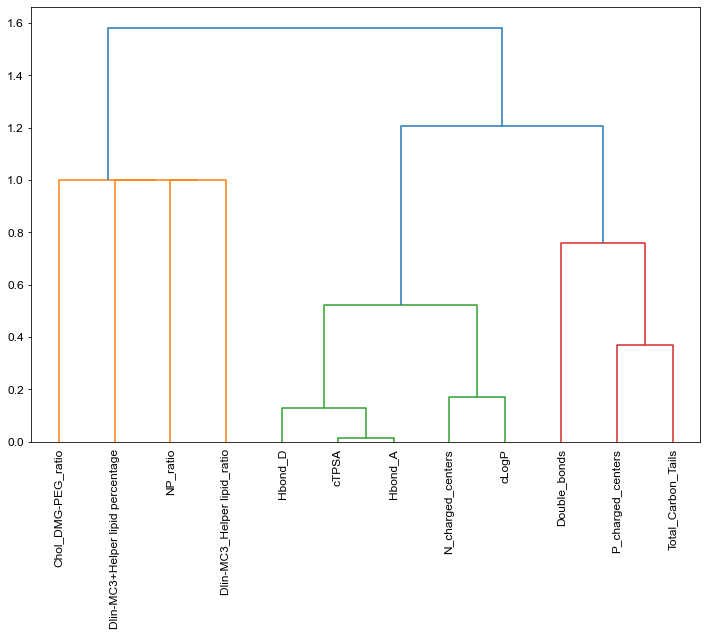 1.6
1.4
1.2
1.0
0.8
0.6
0.4
0.2
0.0
Chol_DMG-PEG_ratio
Dlin-MC3+Helper lipid percentage
NP_ratio
Dlin-MC3_Helper lipid_ratio
Hbond_D
cTPSA
Hbond_A
N_charged_centers
cLogP
Double_bonds
P_charged_centers
Total_Carbon_Tails